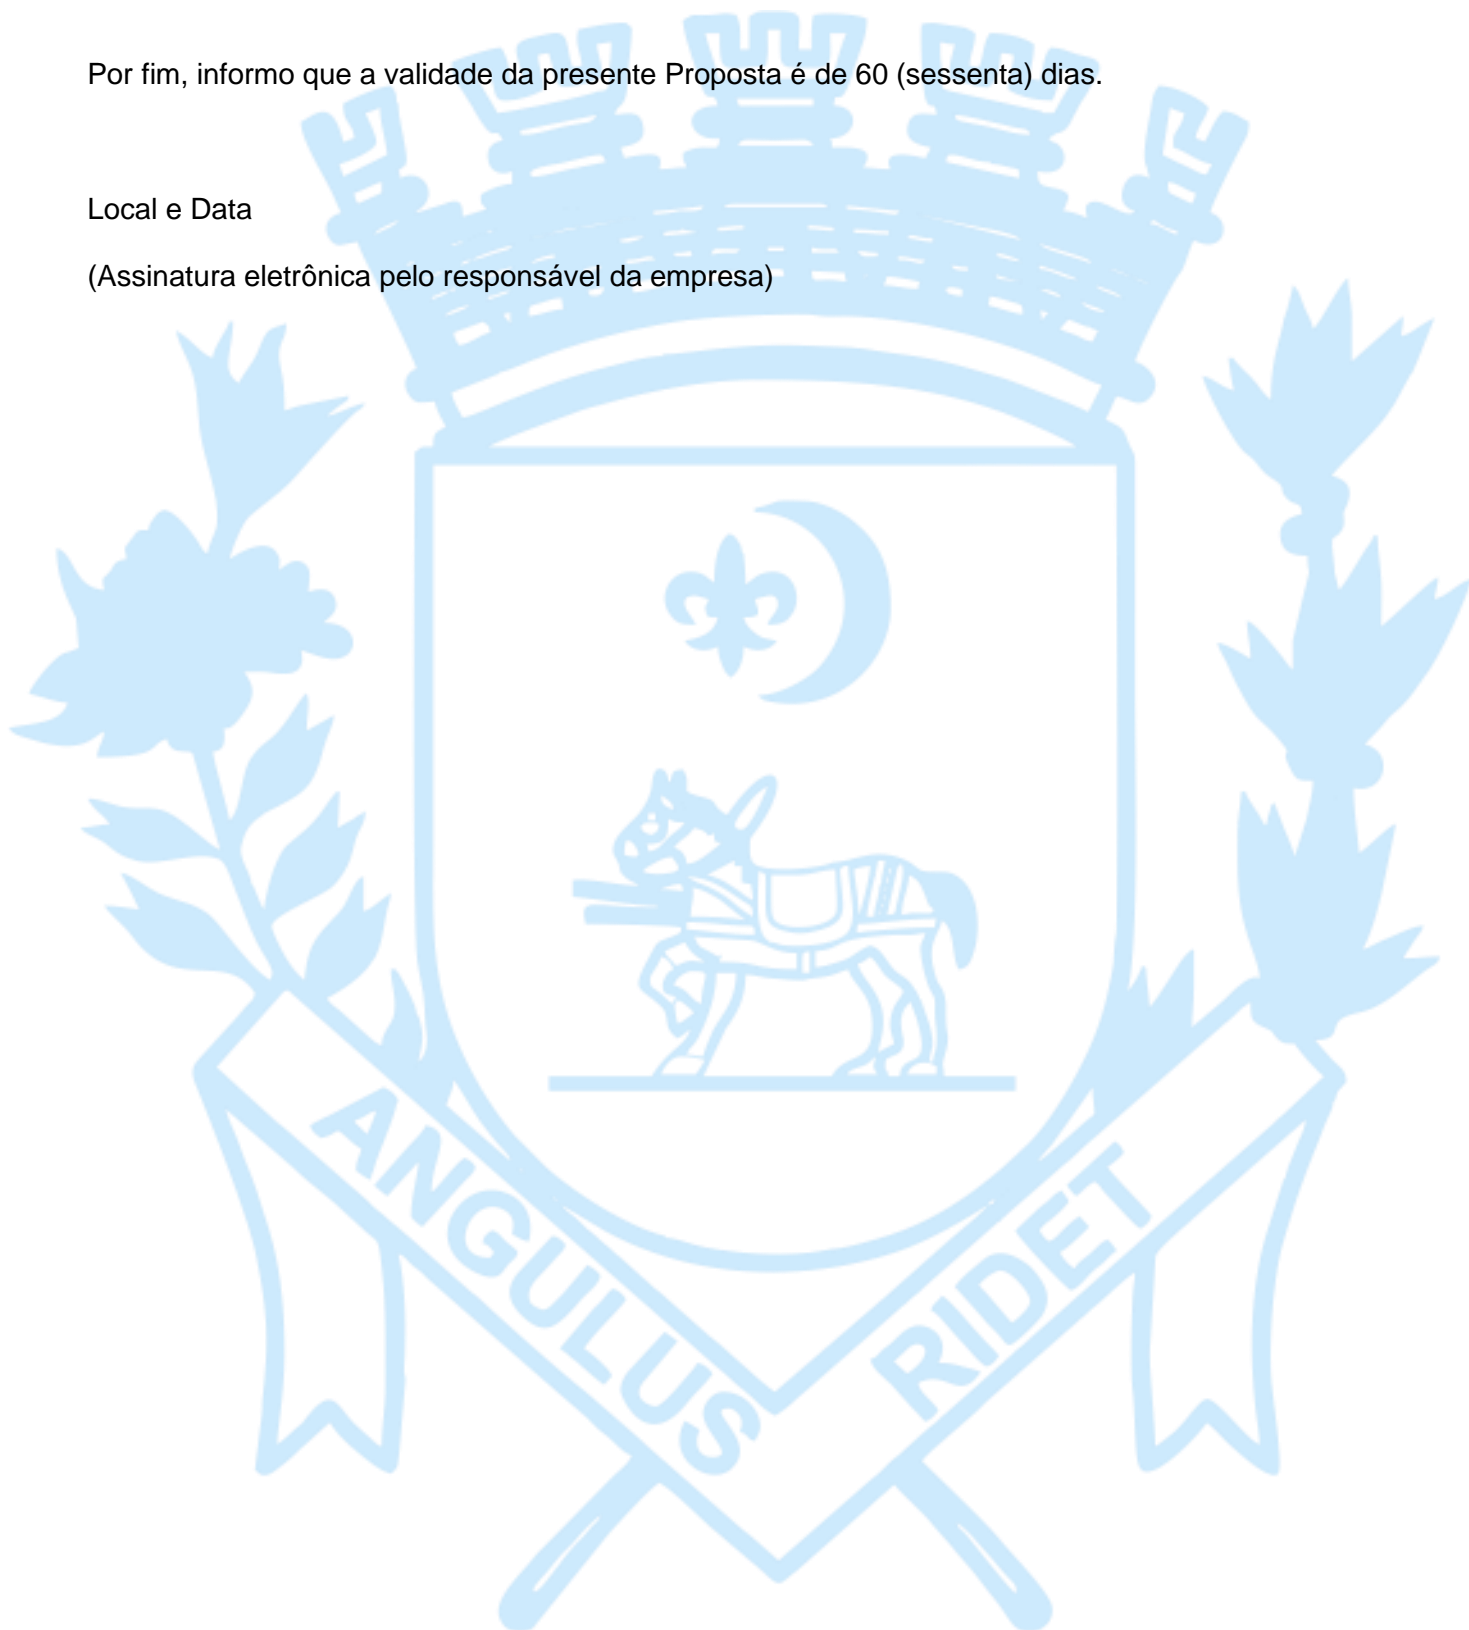 Por fim, informo que a validade da presente Proposta é de 60 (sessenta) dias.
Local e Data
(Assinatura eletrônica pelo responsável da empresa)
ANGULUS RIDET